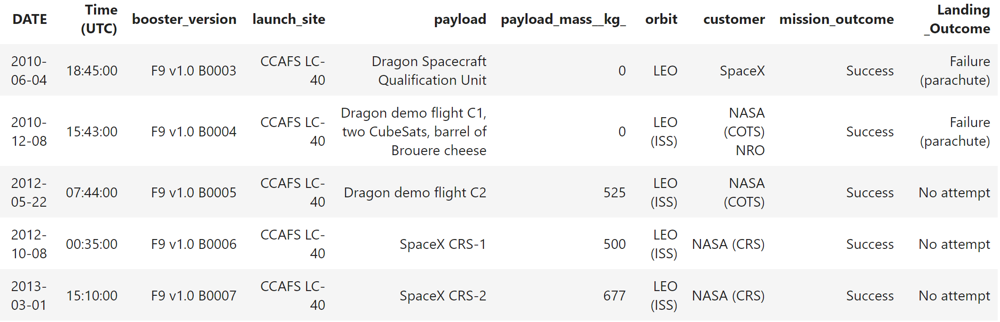 DATE Time (UTC) booster_version launch_site payload payload_mass__kg_ orbit customer mission_outcome Landing _Outcome
2010-06-04 18:45:00 F9 v1.0 B0003 CCAFS LC-40 Dragon Spacecraft Qualification Unit 0 LEO SpaceX Success Failure (parachute)
2010-12-08 15:43:00 F9 v1.0 B0004 CCAFS LC-40 Dragon demo flight C1, two CubeSats, barrel of Brouere cheese 0 LEO (ISS) NASA (COTS) NRO Success Failure (parachute)
2012-05-22 07:44:00 F9 v1.0 B0005 CCAFS LC-40 Dragon demo flight C2 525 LEO (ISS) NASA (COTS) Success No attempt
2012-10-08 00:35:00 F9 v1.0 B0006 CCAFS LC-40 SpaceX CRS-1 500 LEO (ISS) NASA (CRS) Success No attempt
2013-03-01 15:10:00 F9 v1.0 B0007 CCAFS LC-40 SpaceX CRS-2 677 LEO (ISS) NASA (CRS) Success No attempt